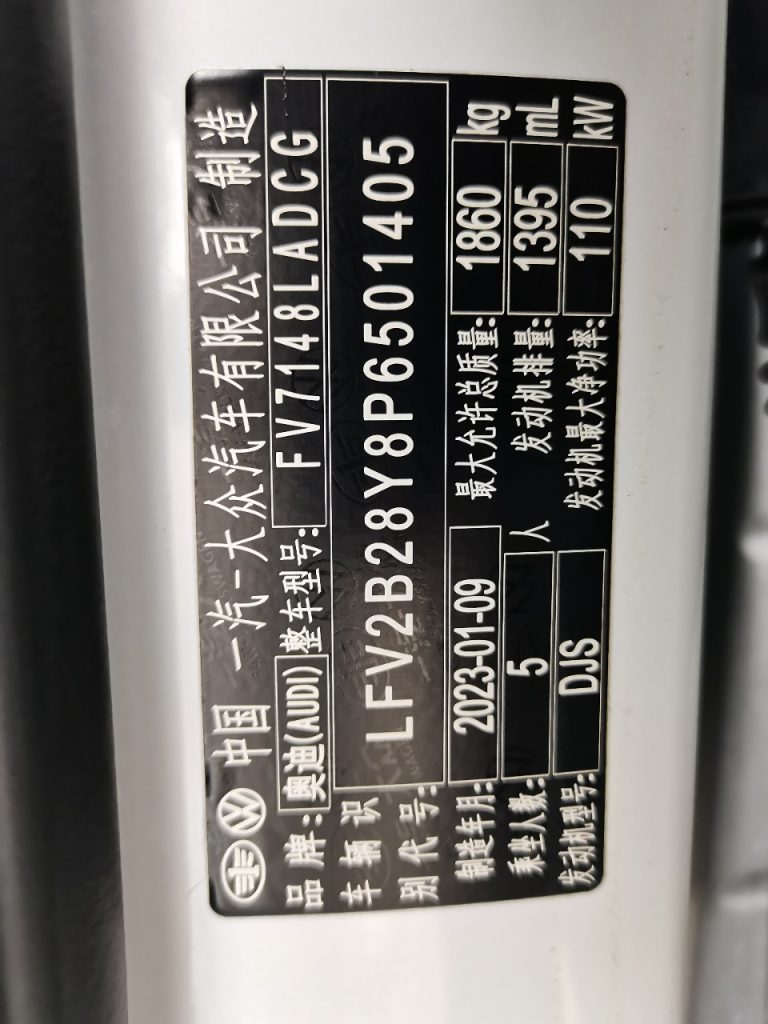 中国 一汽-大众汽车有限公司 制造
品牌: 奥迪(AUDI) 整车型号: FV7148LADCG
车辆识别代号: LFV2B28Y8P6501405
制造年月: 2023-01-09 最大允许总质量: 1860 kg
乘坐人数: 5 人 发动机排量: 1395 mL
发动机型号: DJS 发动机最大净功率: 110 kW